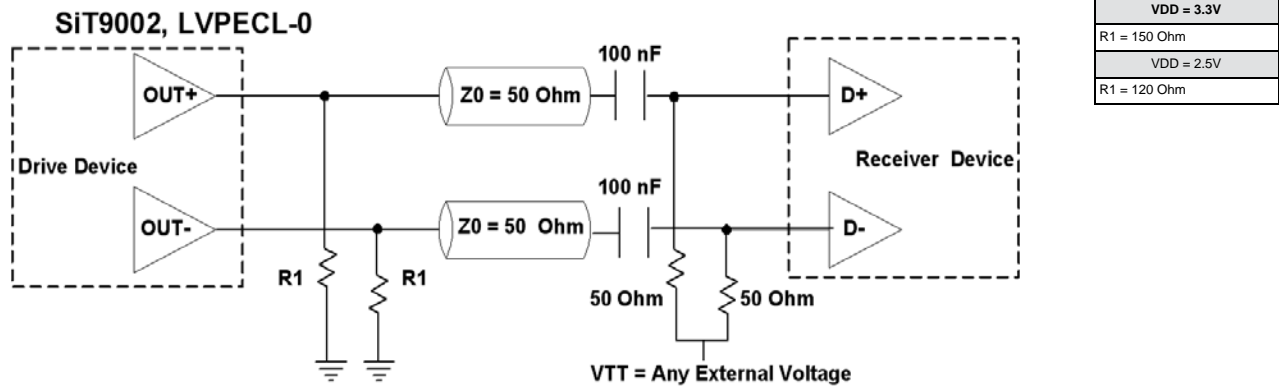 SiT9002, LVPECL-0
VDD = 3.3V
R1 = 150 Ohm
VDD = 2.5V
R1 = 120 Ohm
100 nF
OUT+
Z0 = 50 Ohm
D+
Drive Device
Receiver Device
100 nF
OUT-
Z0 = 50 Ohm
D-
R1
R1
50 Ohm
50 Ohm
VTT = Any External Voltage